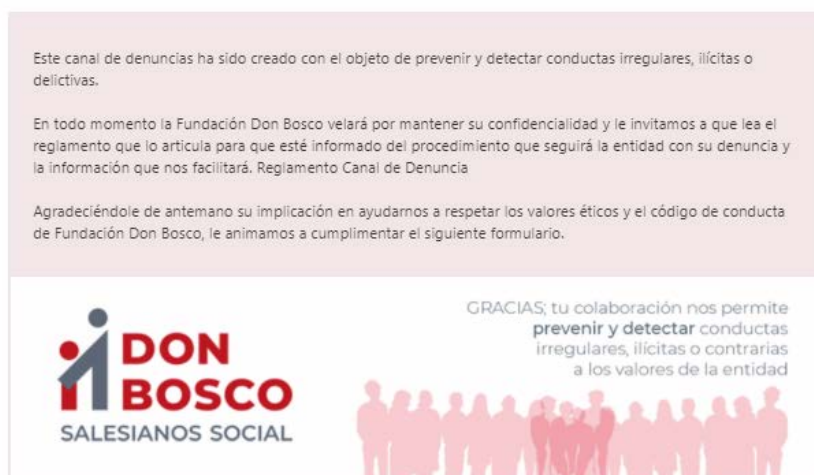 Este canal de denuncias ha sido creado con el objeto de prevenir y detectar conductas irregulares, ilícitas o
delictivas.
En todo momento la Fundación Don Bosco velará por mantener su confidencialidad y le invitamos a que lea el
reglamento que lo articula para que esté informado del procedimiento que seguirá la entidad con su denuncia y
la información que nos facilitará. Reglamento Canal de Denuncia
Agradeciéndole de antemano su implicación en ayudarnos a respetar los valores éticos y el código de conducta
de Fundación Don Bosco, le animamos a cumplimentar el siguiente formulario.
DON
BOSCO
SALESIANOS SOCIAL
GRACIAS; tu colaboración nos permite
prevenir y detectar conductas
irregulares, ilícitas o contrarias
a los valores de la entidad